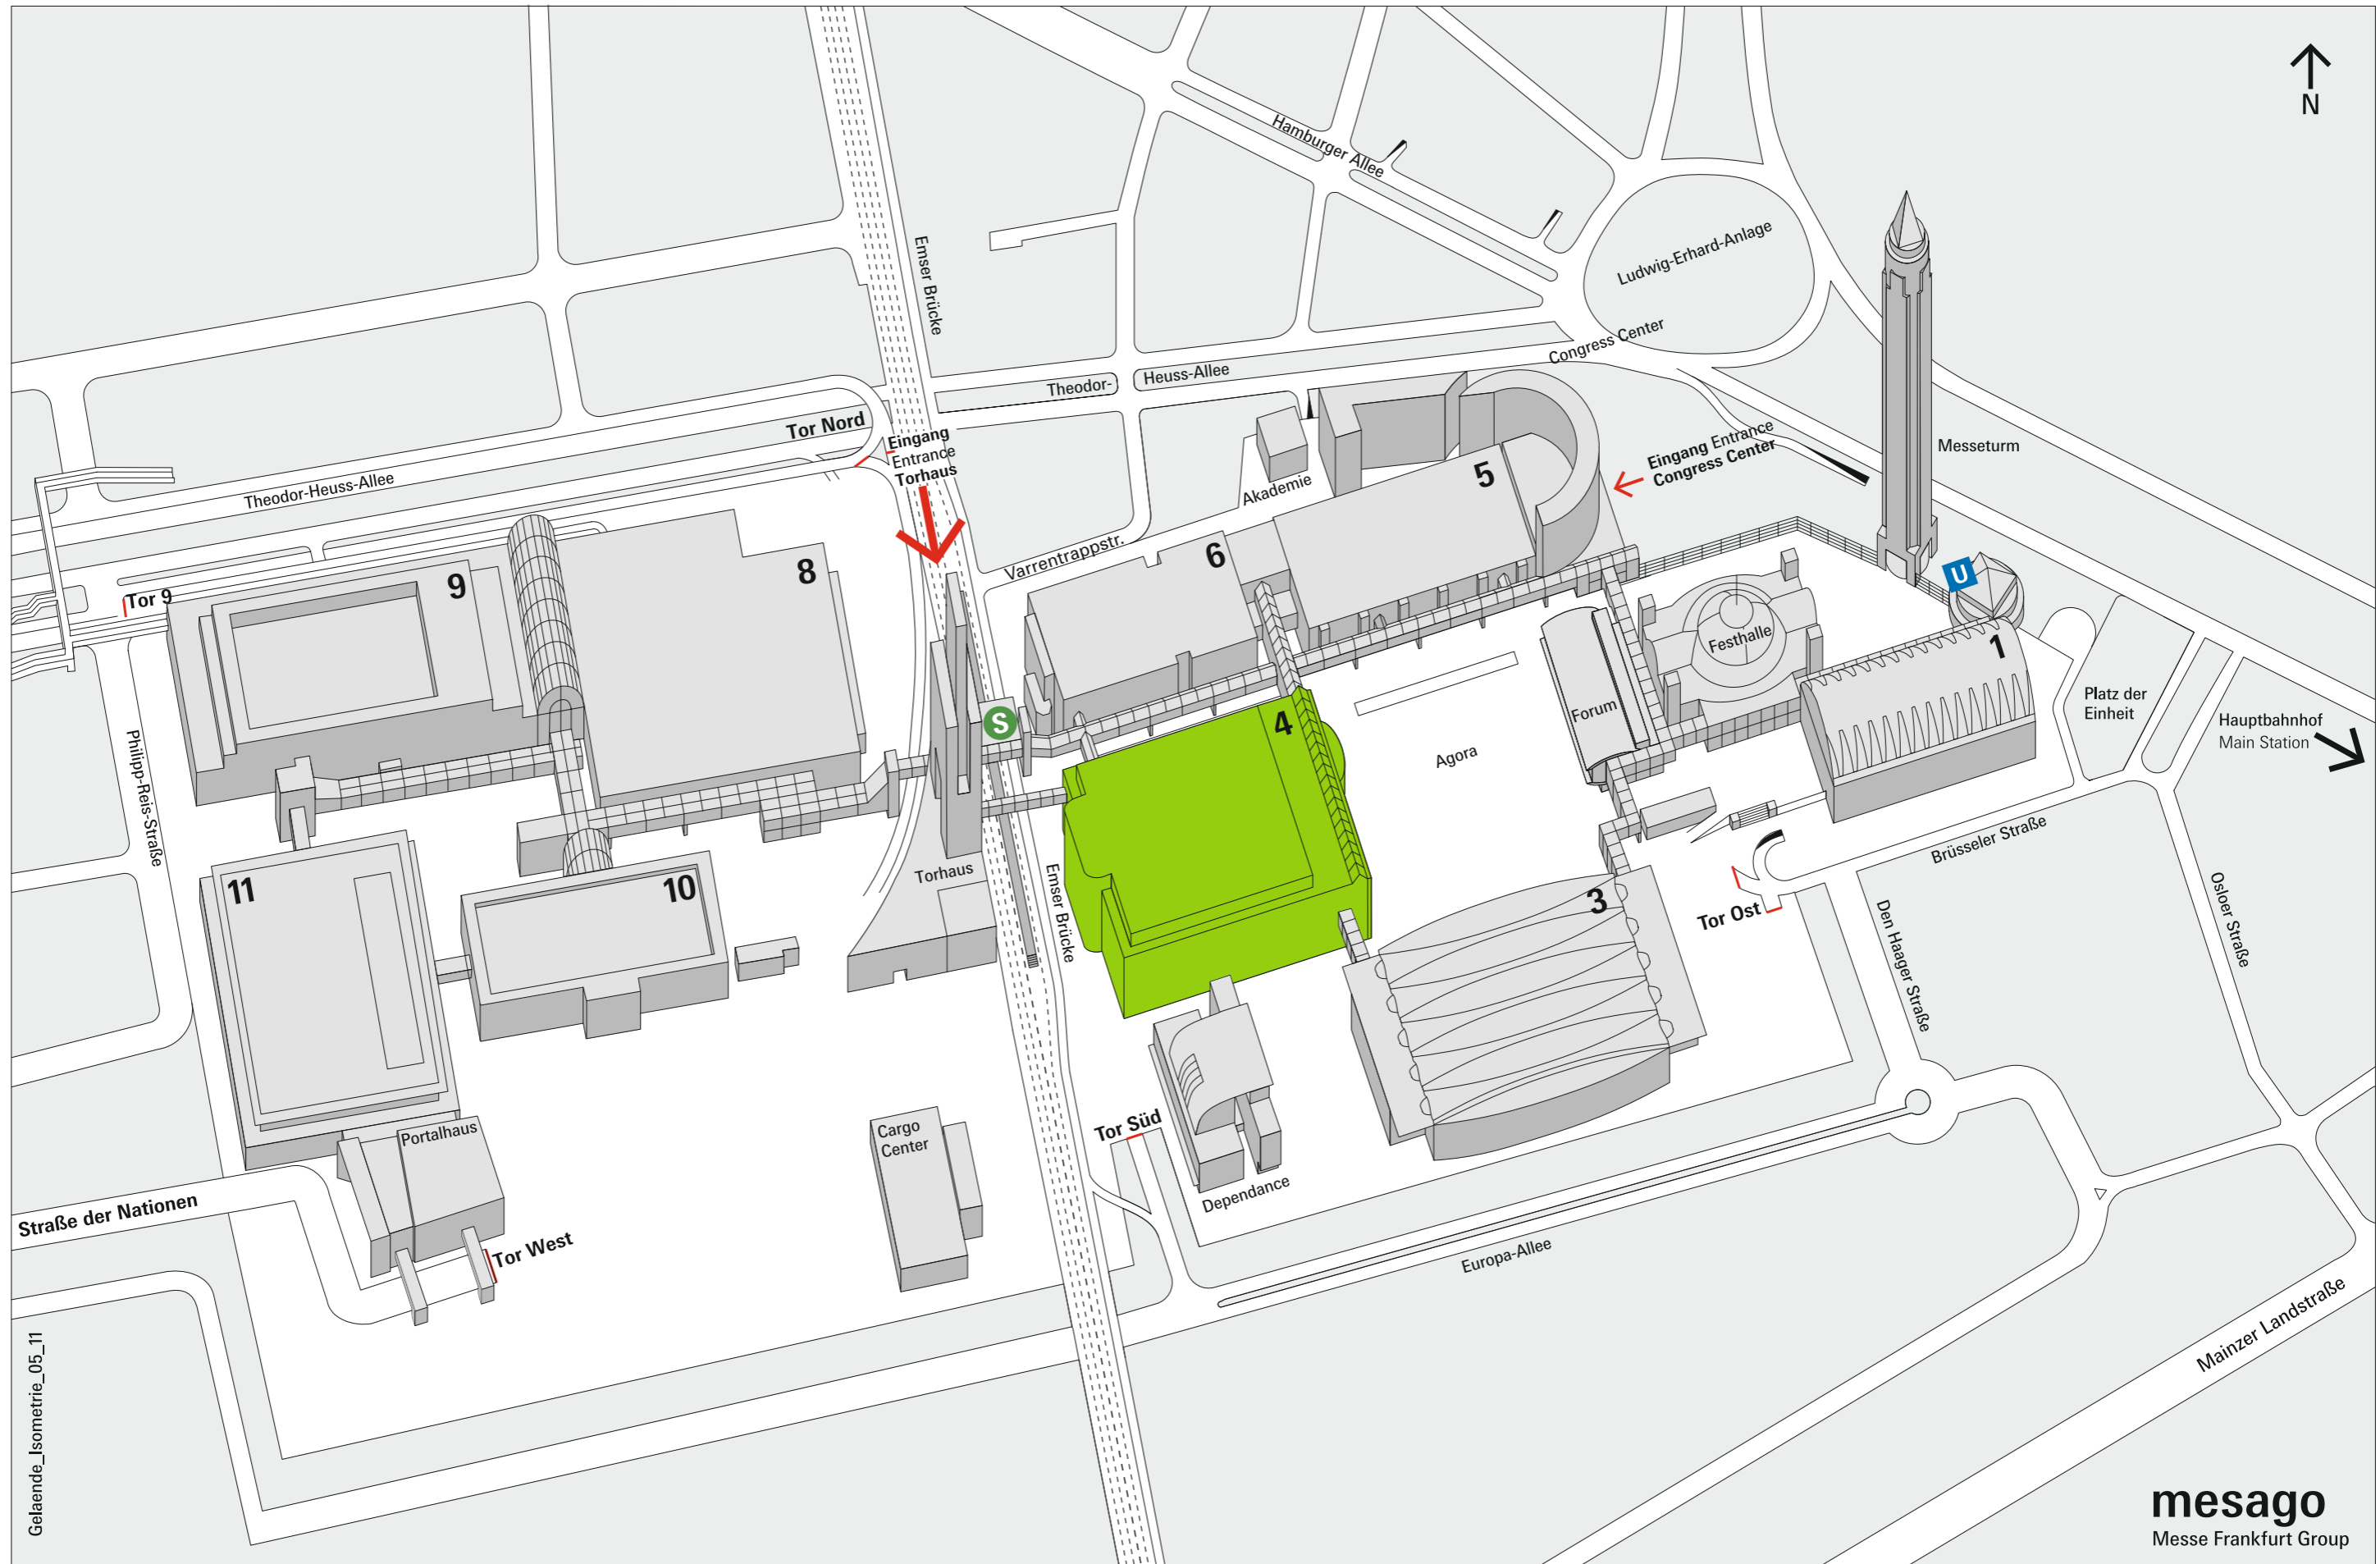 N
Hamburger Allee
Ludwig-Erhard-Anlage
Emser Brücke
Congress Center
Theodor-
Heuss-Allee
Tor Nord
Eingang
Entrance
Torhaus
Theodor-Heuss-Allee
Eingang Entrance
Congress Center
Messeturm
Akademie
5
Varrentrappstr.
6
U
9
8
Tor 9
Festhalle
1
S
4
Forum
Agora
Platz der
Einheit
Hauptbahnhof
Main Station
Philipp-Reis-Straße
Brüsseler Straße
Torhaus
Emser Brücke
11
10
3
Tor Ost
Den Haager Straße
Osloer Straße
Portalhaus
Cargo
Center
Tor Süd
Dependance
Straße der Nationen
Tor West
Europa-Allee
Mainzer Landstraße
Gelaende_Isometrie_05_11
mesago
Messe Frankfurt Group